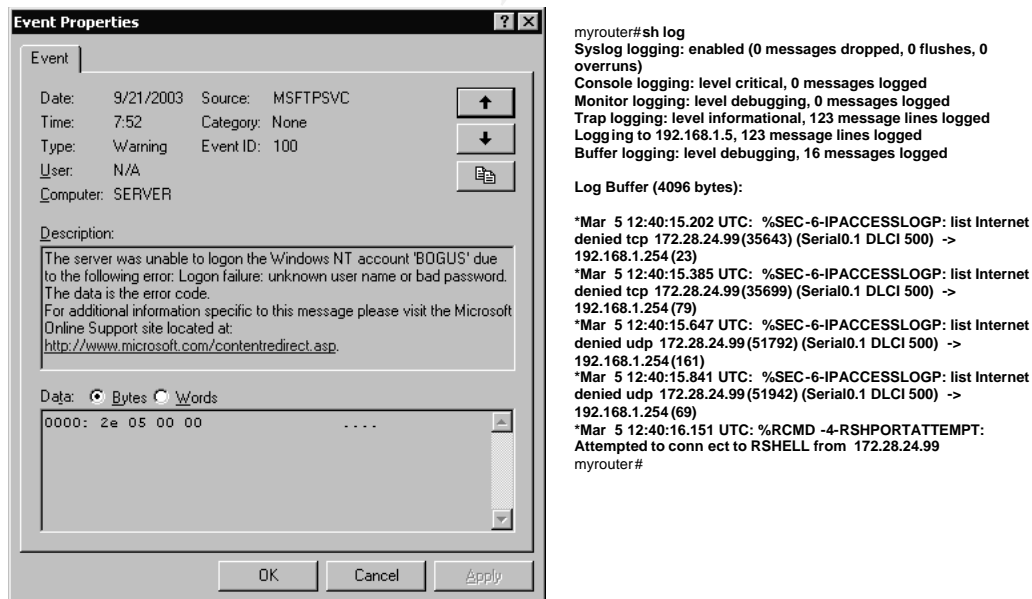 Event Properties
Event
Date: 9/21/2003 Source: MSFTPSVC
Time: 7:52 Category: None
Type: Warning Event ID: 100
User: N/A
Computer: SERVER
Description:
The server was unable to logon the Windows NT account 'BOGUS' due
to the following error: Logon failure: unknown user name or bad password.
The data is the error code.
For additional information specific to this message please visit the Microsoft
Online Support site located at:
http://www.microsoft.com/contentredirect.asp.
Data: Bytes Words
0000: 2e 05 00 00 ....
OK Cancel Apply
myrouter#sh log
Syslog logging: enabled (0 messages dropped, 0 flushes, 0
overruns)
Console logging: level critical, 0 messages logged
Monitor logging: level debugging, 0 messages logged
Trap logging: level informational, 123 message lines logged
Logging to 192.168.1.5, 123 message lines logged
Buffer logging: level debugging, 16 messages logged
Log Buffer (4096 bytes):
*Mar 5 12:40:15.202 UTC: %SEC-6-IPACCESSLOGP: list Internet
denied tcp 172.28.24.99(35643) (Serial0.1 DLCI 500) ->
192.168.1.254(23)
*Mar 5 12:40:15.385 UTC: %SEC-6-IPACCESSLOGP: list Internet
denied tcp 172.28.24.99(35699) (Serial0.1 DLCI 500) ->
192.168.1.254(79)
*Mar 5 12:40:15.647 UTC: %SEC-6-IPACCESSLOGP: list Internet
denied udp 172.28.24.99(51792) (Serial0.1 DLCI 500) ->
192.168.1.254(161)
*Mar 5 12:40:15.841 UTC: %SEC-6-IPACCESSLOGP: list Internet
denied udp 172.28.24.99(51942) (Serial0.1 DLCI 500) ->
192.168.1.254(69)
*Mar 5 12:40:16.151 UTC: %RCMD -4-RSHPORTATTEMPT:
Attempted to conn ect to RSHELL from 172.28.24.99
myrouter#